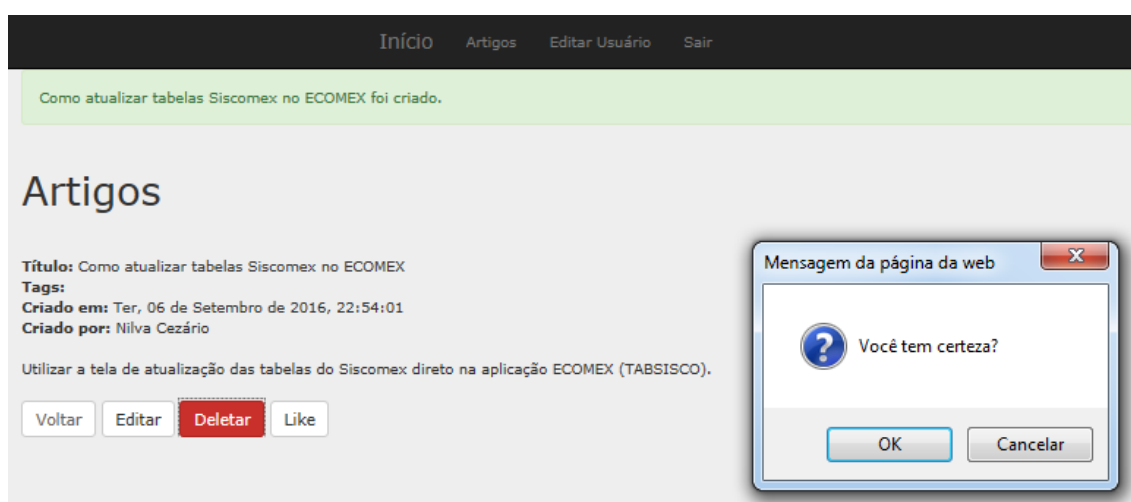 Início Artigos Editar Usuário Sair
Como atualizar tabelas Siscomex no ECOMEX foi criado.
Artigos
Título: Como atualizar tabelas Siscomex no ECOMEX
Tags:
Criado em: Ter, 06 de Setembro de 2016, 22:54:01
Criado por: Nilva Cezário
Utilizar a tela de atualização das tabelas do Siscomex direto na aplicação ECOMEX (TABSISCO).
Voltar Editar Deletar Like
Mensagem da página da web
Você tem certeza?
OK Cancelar